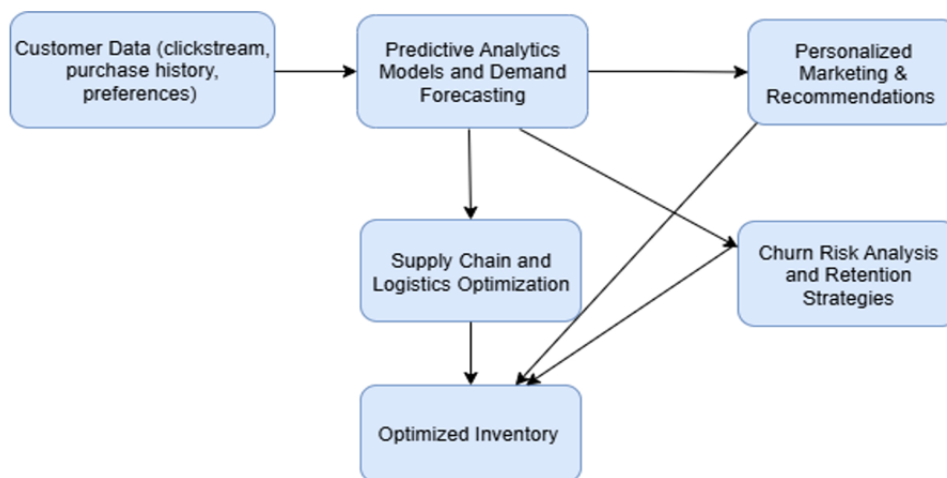 Customer Data (clickstream,
purchase history,
preferences)
Predictive Analytics
Models and Demand
Forecasting
Personalized
Marketing &
Recommendations
Supply Chain and
Logistics Optimization
Churn Risk Analysis
and Retention
Strategies
Optimized Inventory